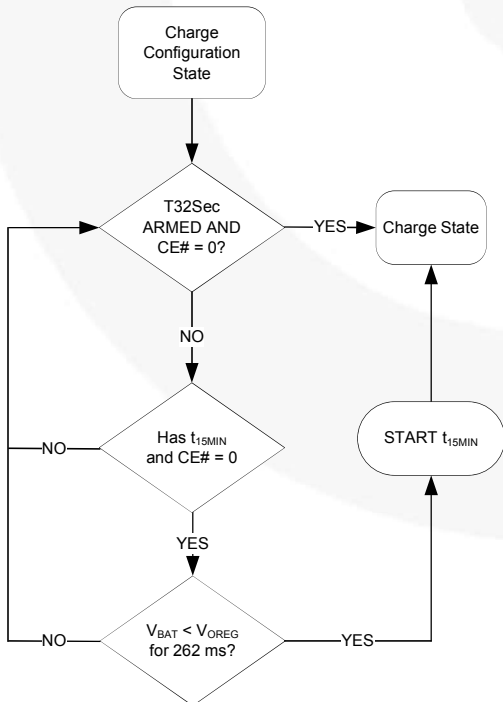 Charge
Configuration
State
T32Sec
ARMED AND
CE# = 0?
YES
Charge State
NO
Has t15MIN
and CE# = 0
NO
START t15MIN
YES
VBAT < VOREG
for 262 ms?
NO
YES